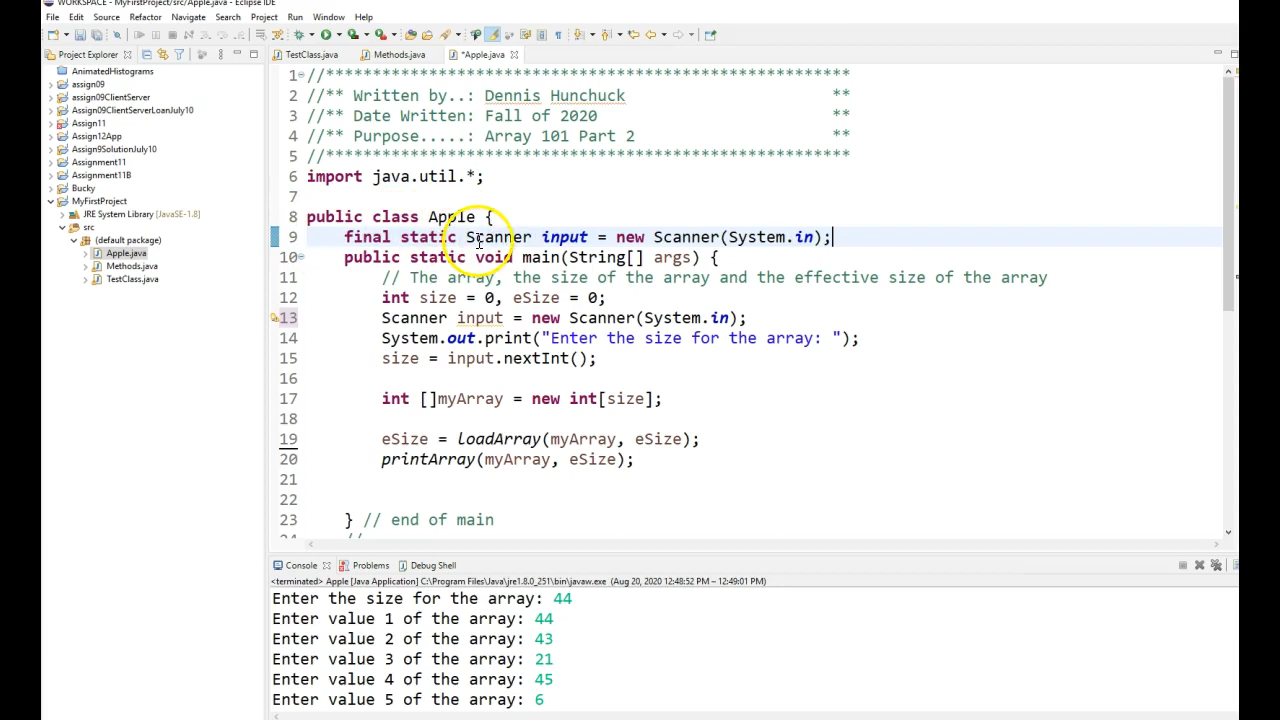 WORKSPACE - MyFirstProject/src/Apple.java - Eclipse IDE
File Edit Source Refactor Navigate Search Project Run Window Help
Project Explorer
TestClass.java Methods.java *Apple.java
AnimatedHistograms
assign09
assign09ClientServer
Assign09ClientServerLoanJuly10
Assign11
Assign12App
Assign9SolutionJuly10
Assignment11
Assignment11B
Bucky
MyFirstProject
JRE System Library [JavaSE-1.8]
src
(default package)
Apple.java
Methods.java
TestClass.java
1 //********************************************************
2 //** Written by..: Dennis Hunchuck **
3 //** Date Written: Fall of 2020 **
4 //** Purpose.....: Array 101 Part 2 **
5 //********************************************************
6 import java.util.*;
7
8 public class Apple {
9 final static Scanner input = new Scanner(System.in);
10 public static void main(String[] args) {
11 // The array, the size of the array and the effective size of the array
12 int size = 0, eSize = 0;
13 Scanner input = new Scanner(System.in);
14 System.out.print("Enter the size for the array: ");
15 size = input.nextInt();
16
17 int []myArray = new int[size];
18
19 eSize = loadArray(myArray, eSize);
20 printArray(myArray, eSize);
21
22
23 } // end of main
Console Problems Debug Shell
<terminated> Apple [Java Application] C:\Program Files\Java\jre1.8.0_251\bin\javaw.exe (Aug 20, 2020 12:48:52 PM – 12:49:01 PM)
Enter the size for the array: 44
Enter value 1 of the array: 44
Enter value 2 of the array: 43
Enter value 3 of the array: 21
Enter value 4 of the array: 45
Enter value 5 of the array: 6